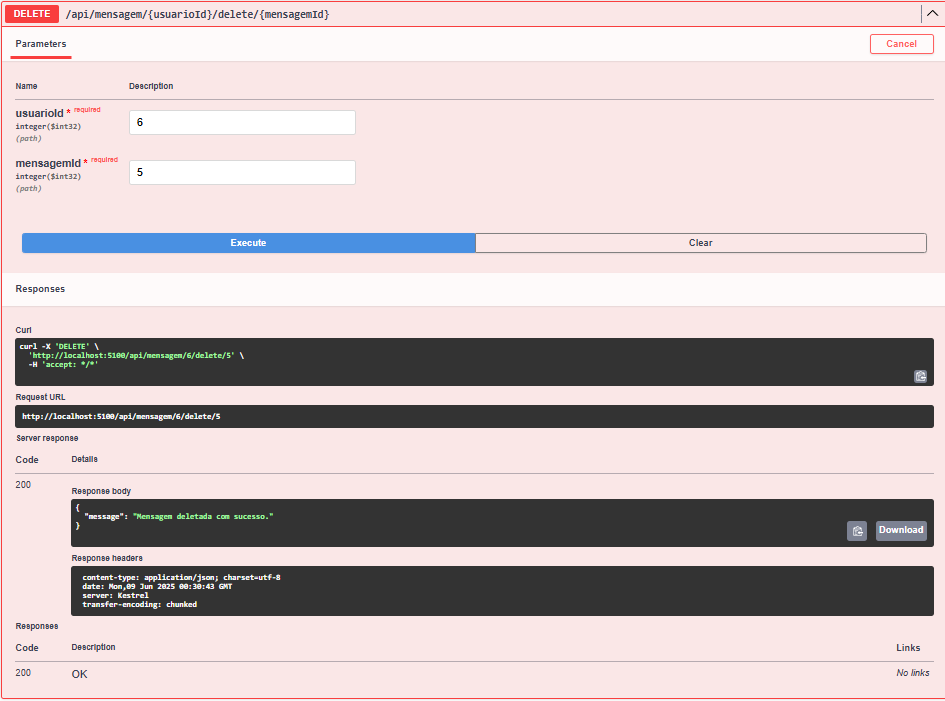 DELETE /api/mensagem/{usuarioId}/delete/{mensagemId}
Parameters
Cancel
Name Description
usuarioId * required
integer($int32)
(path)
6
mensagemId * required
integer($int32)
(path)
5
Execute Clear
Responses
Curl
curl -X 'DELETE' \
'http://localhost:5100/api/mensagem/6/delete/5' \
-H 'accept: */*'
Request URL
http://localhost:5100/api/mensagem/6/delete/5
Server response
Code Details
200
Response body
{
"message": "Mensagem deletada com sucesso."
}
Download
Response headers
content-type: application/json; charset=utf-8
date: Mon,09 Jun 2025 00:30:43 GMT
server: Kestrel
transfer-encoding: chunked
Responses
Code Description Links
200 OK No links